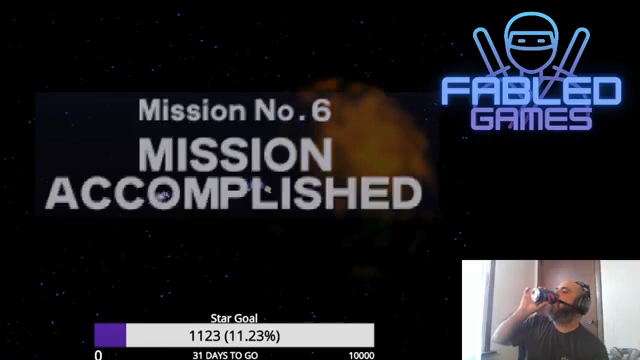 Mission No.6
MISSION
ACCOMPLISHED
FABLED
GAMES
Star Goal
1123 (11.23%)
0
31 DAYS TO GO
10000